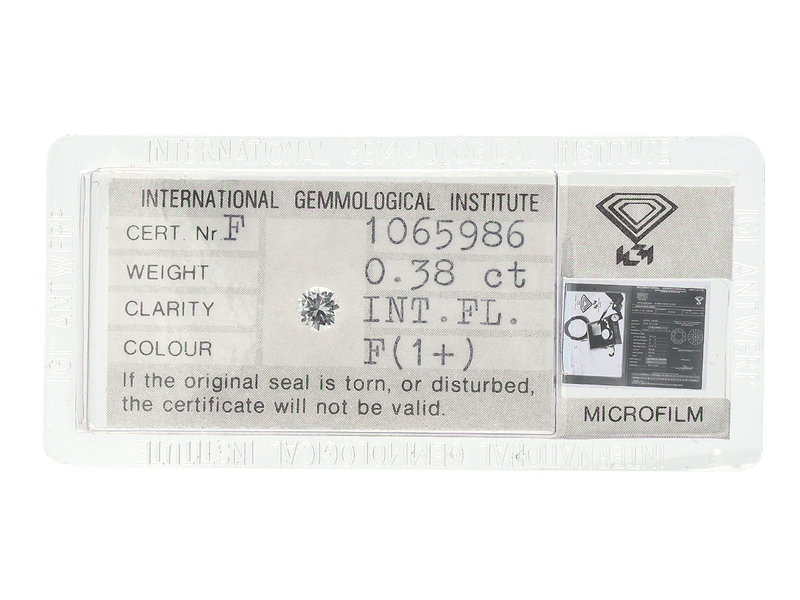 INTERNATIONAL GEMMOLOGICAL INSTITUTE
IGI ANTWERP
INTERNATIONAL GEMMOLOGICAL INSTITUTE
CERT. Nr. F 1065986
WEIGHT 0.38 ct
CLARITY INT.FL.
COLOUR F(1+)
If the original seal is torn, or disturbed,
the certificate will not be valid.
IGI
MICROFILM
IGI ANTWERP
INTERNATIONAL GEMMOLOGICAL INSTITUTE